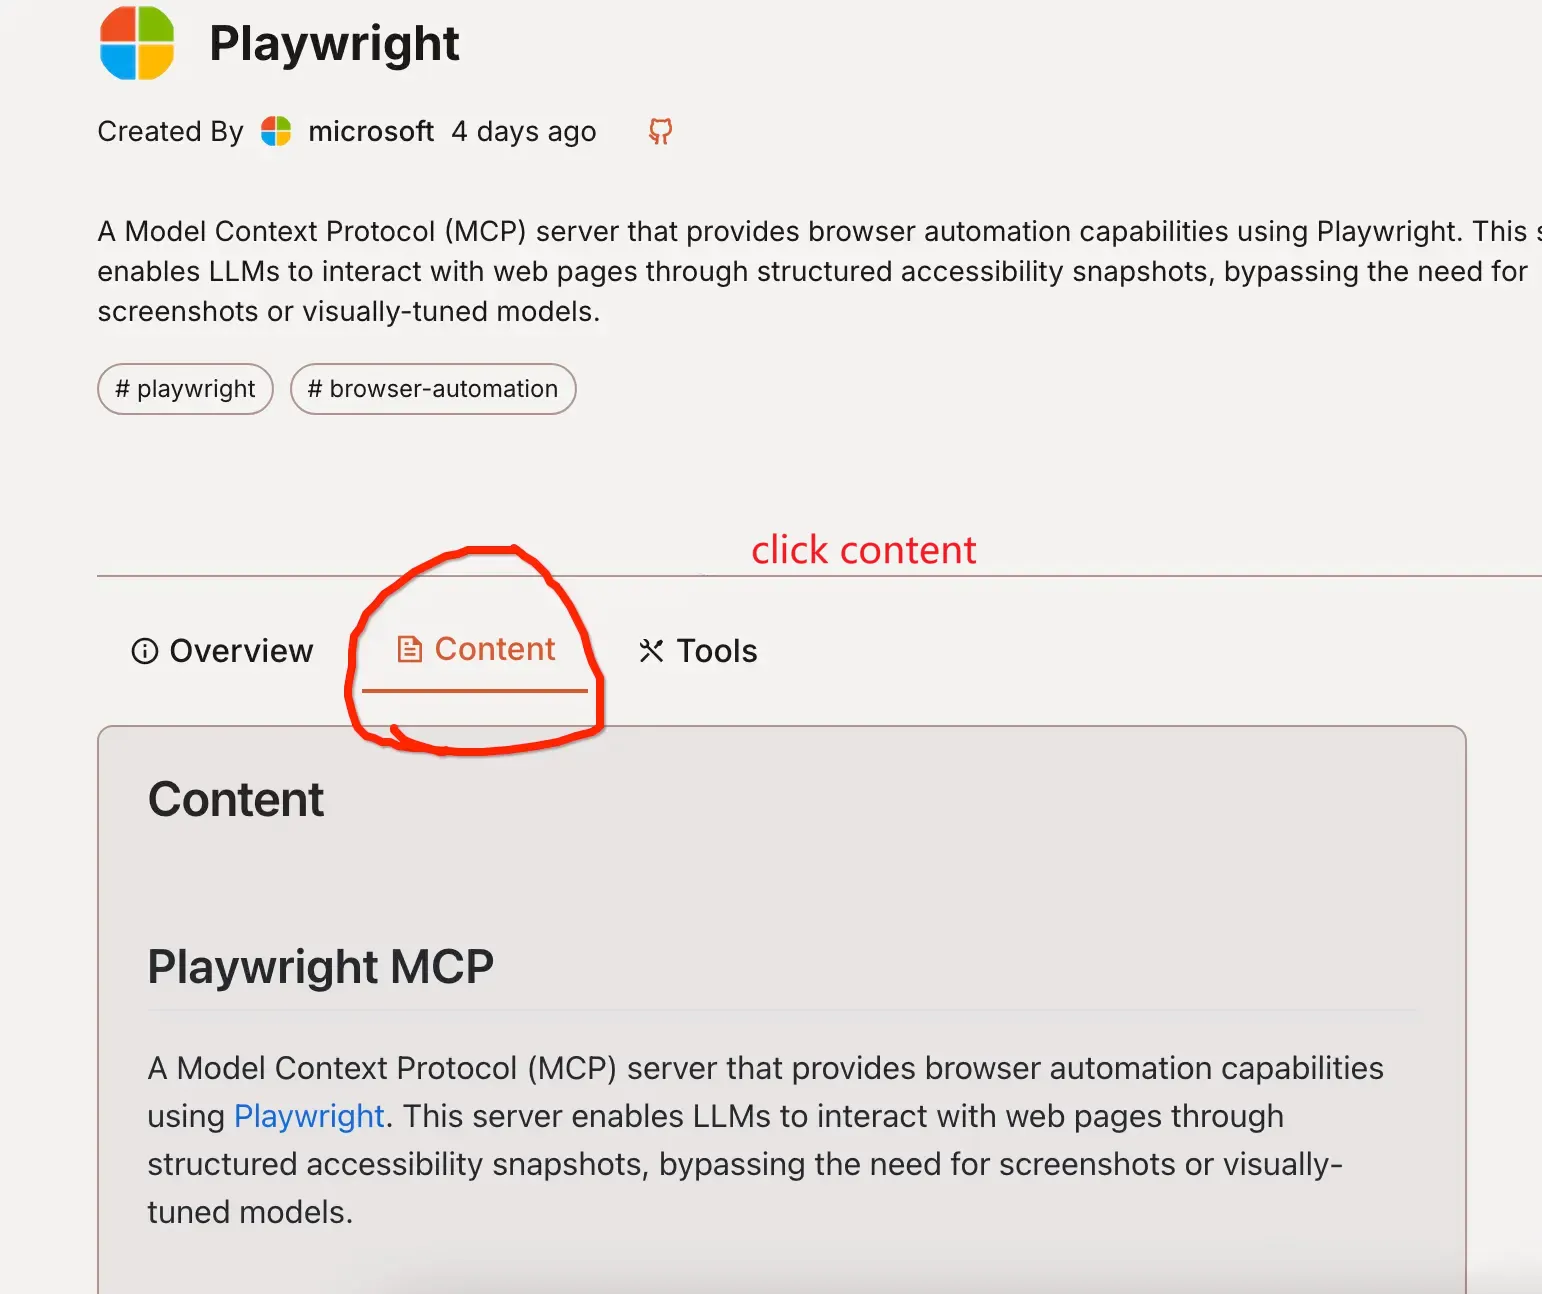 Playwright
Created By microsoft 4 days ago
A Model Context Protocol (MCP) server that provides browser automation capabilities using Playwright. This
enables LLMs to interact with web pages through structured accessibility snapshots, bypassing the need for
screenshots or visually-tuned models.
# playwright # browser-automation
click content
Overview Content Tools
Content
Playwright MCP
A Model Context Protocol (MCP) server that provides browser automation capabilities
using Playwright. This server enables LLMs to interact with web pages through
structured accessibility snapshots, bypassing the need for screenshots or visually-
tuned models.